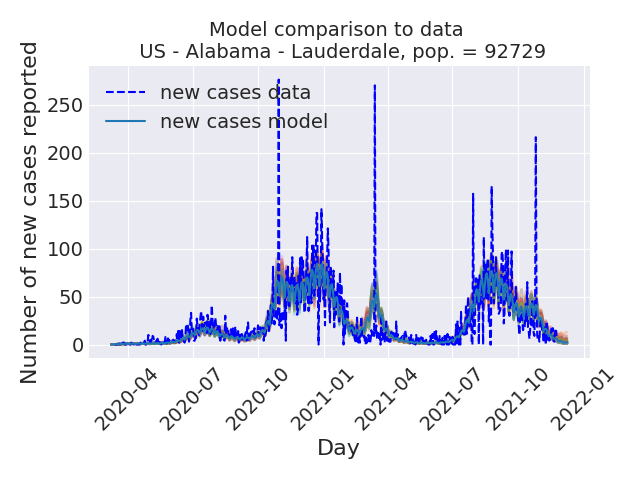 Model comparison to data
US - Alabama - Lauderdale, pop. = 92729
Number of new cases reported
250
200
150
100
50
0
new cases data
new cases model
2020-04
2020-07
2020-10
2021-01
2021-04
2021-07
2021-10
2022-01
Day